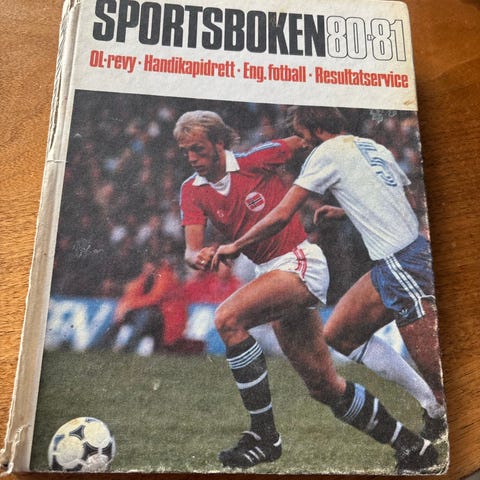 SPORTSBOKEN 80-81
OL-revy · Handikapidrett · Eng. fotball · Resultatservice